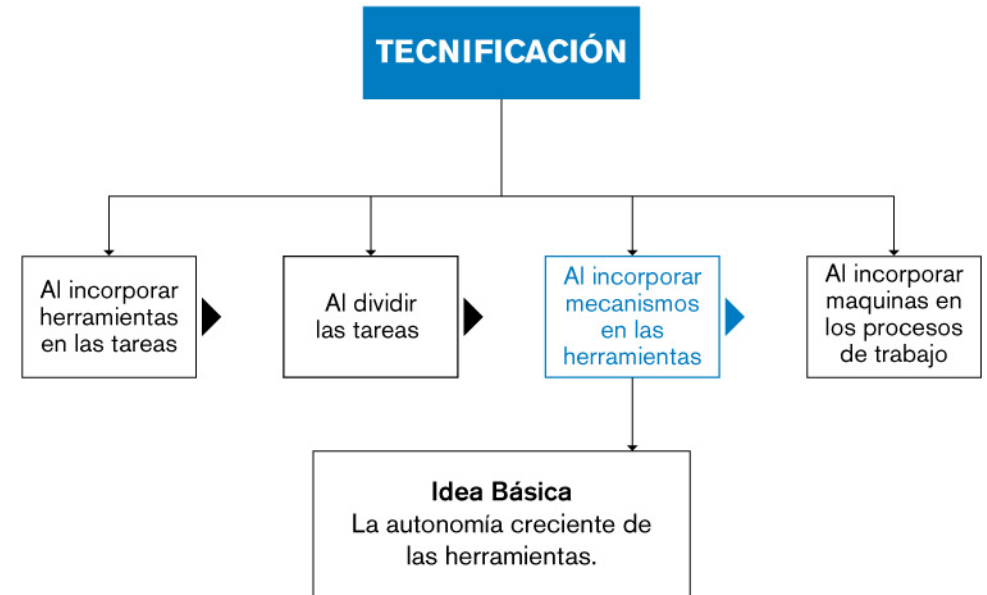 TECNIFICACIÓN
Al incorporar
herramientas
en las tareas
Al dividir
las tareas
Al incorporar
mecanismos
en las
herramientas
Al incorporar
maquinas en
los procesos
de trabajo
Idea Básica
La autonomía creciente de
las herramientas.